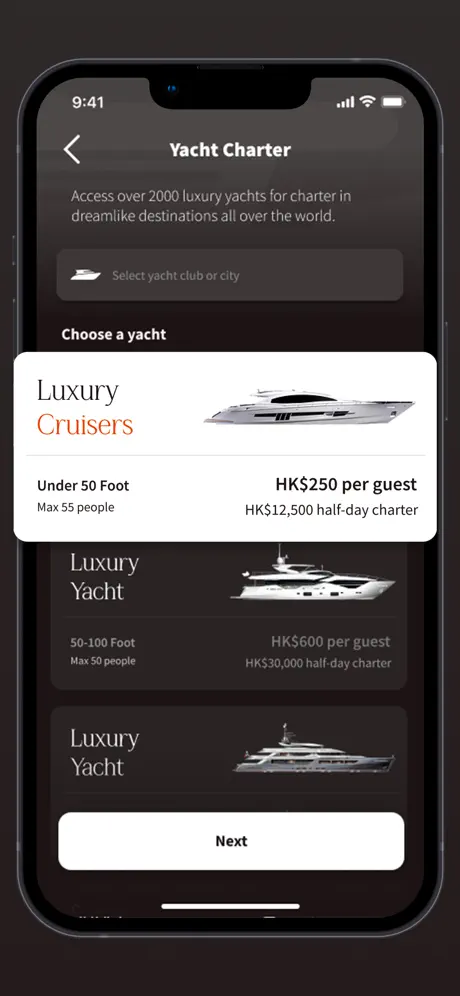 9:41
Yacht Charter
Access over 2000 luxury yachts for charter in
dreamlike destinations all over the world.
Select yacht club or city
Choose a yacht
Luxury
Cruisers
Under 50 Foot
HK$250 per guest
Max 55 people
HK$12,500 half-day charter
Luxury
Yacht
50-100 Foot
HK$600 per guest
Max 50 people
HK$30,000 half-day charter
Luxury
Yacht
Next